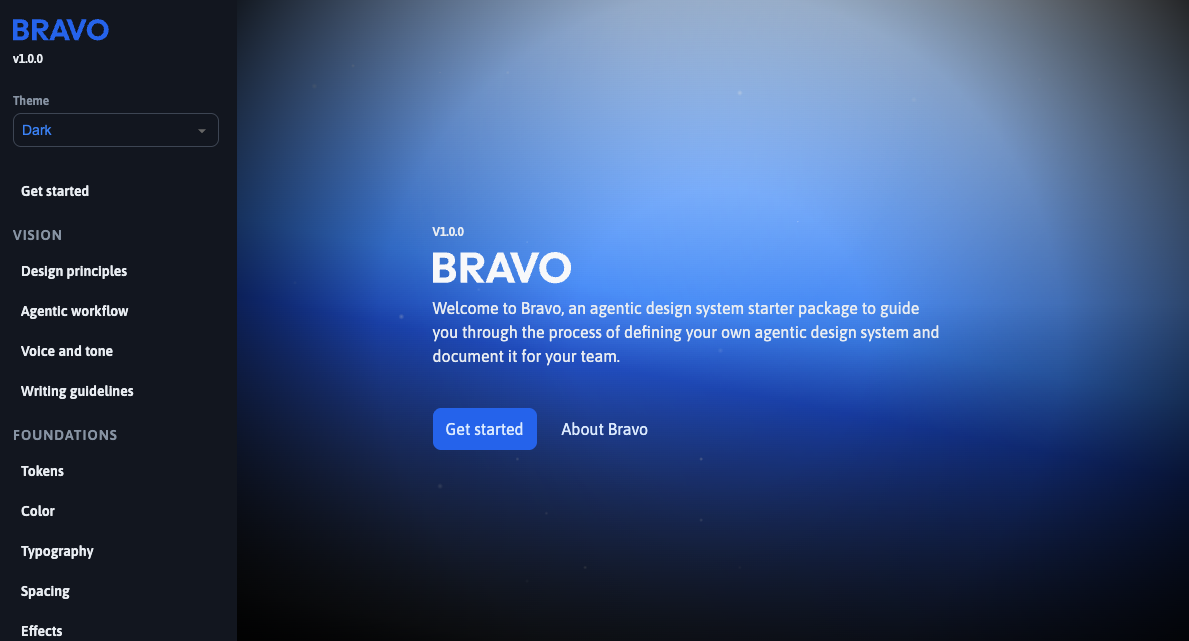 BRAVO
v1.0.0
Theme
Dark
Get started
VISION
Design principles
Agentic workflow
Voice and tone
Writing guidelines
FOUNDATIONS
Tokens
Color
Typography
Spacing
Effects
V1.0.0
BRAVO
Welcome to Bravo, an agentic design system starter package to guide
you through the process of defining your own agentic design system and
document it for your team.
Get started
About Bravo